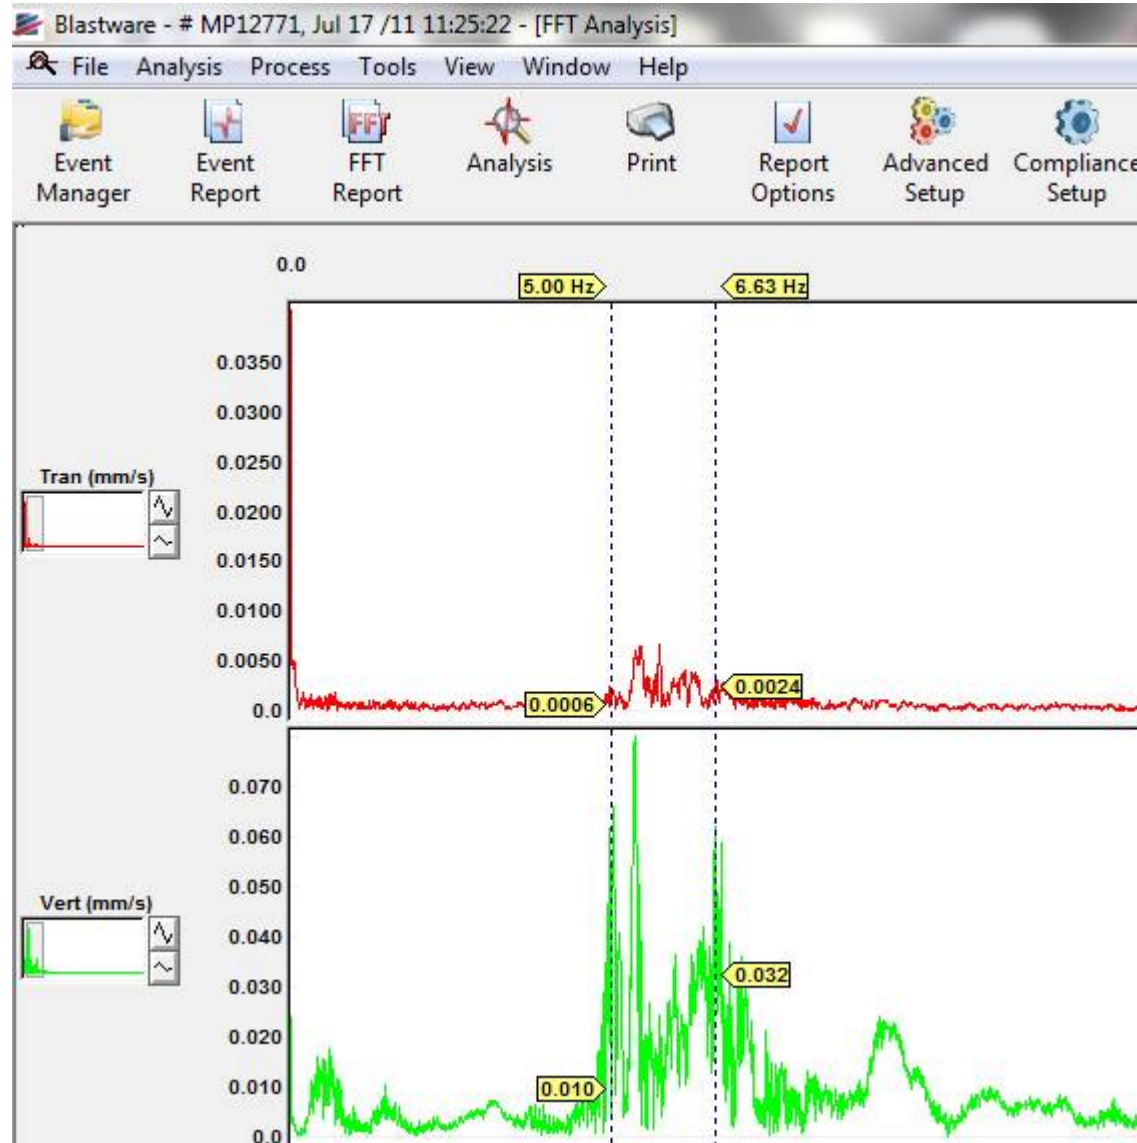 Blastware - # MP12771, Jul 17 /11 11:25:22 - [FFT Analysis]
File Analysis Process Tools View Window Help
FFT
Event Manager
Event Report
FFT Report
Analysis
Print
Report Options
Advanced Setup
Compliance Setup
0.0
5.00 Hz 6.63 Hz
0.0350
0.0300
0.0250
Tran (mm/s)
0.0200
0.0150
0.0100
0.0050
0.0024
0.0006
0.0
0.070
0.060
0.050
Vert (mm/s)
0.040
0.032
0.030
0.020
0.010
0.010
0.0